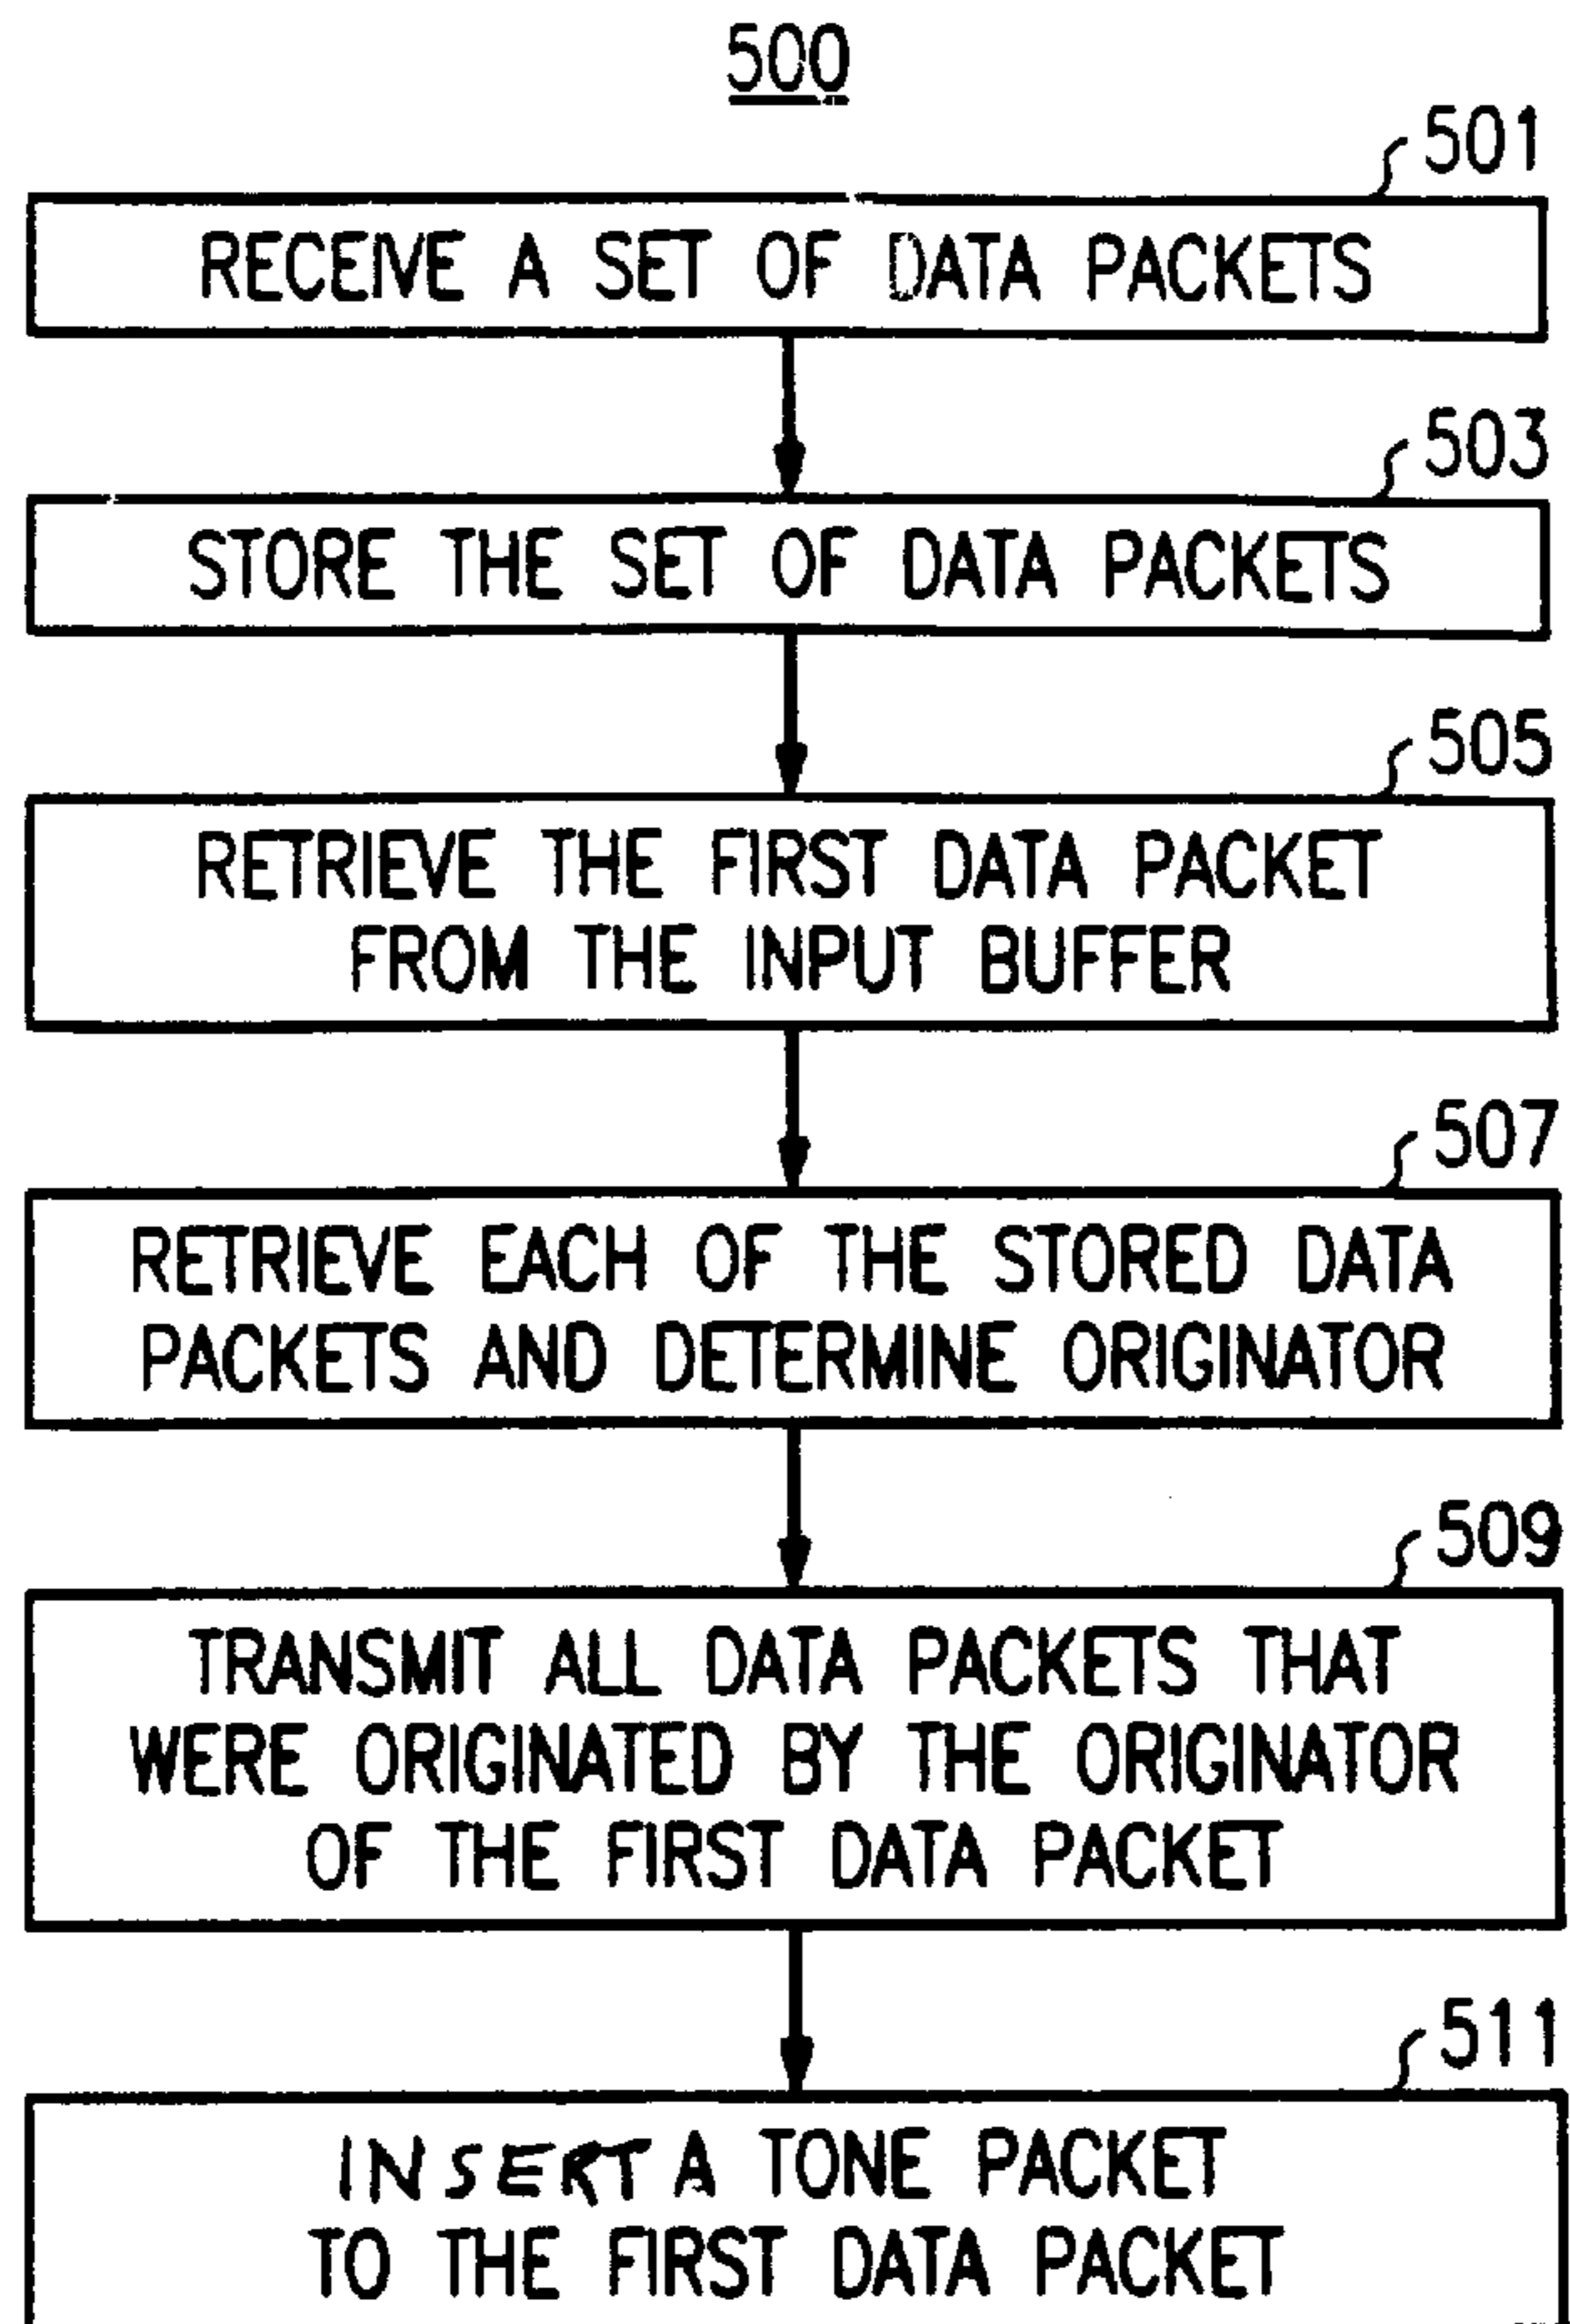 500
501
RECEIVE A SET OF DATA PACKETS
503
STORE THE SET OF DATA PACKETS
505
RETRIEVE THE FIRST DATA PACKET
FROM THE INPUT BUFFER
507
RETRIEVE EACH OF THE STORED DATA
PACKETS AND DETERMINE ORIGINATOR
509
TRANSMIT ALL DATA PACKETS THAT
WERE ORIGINATED BY THE ORIGINATOR
OF THE FIRST DATA PACKET
511
INSERT A TONE PACKET
TO THE FIRST DATA PACKET